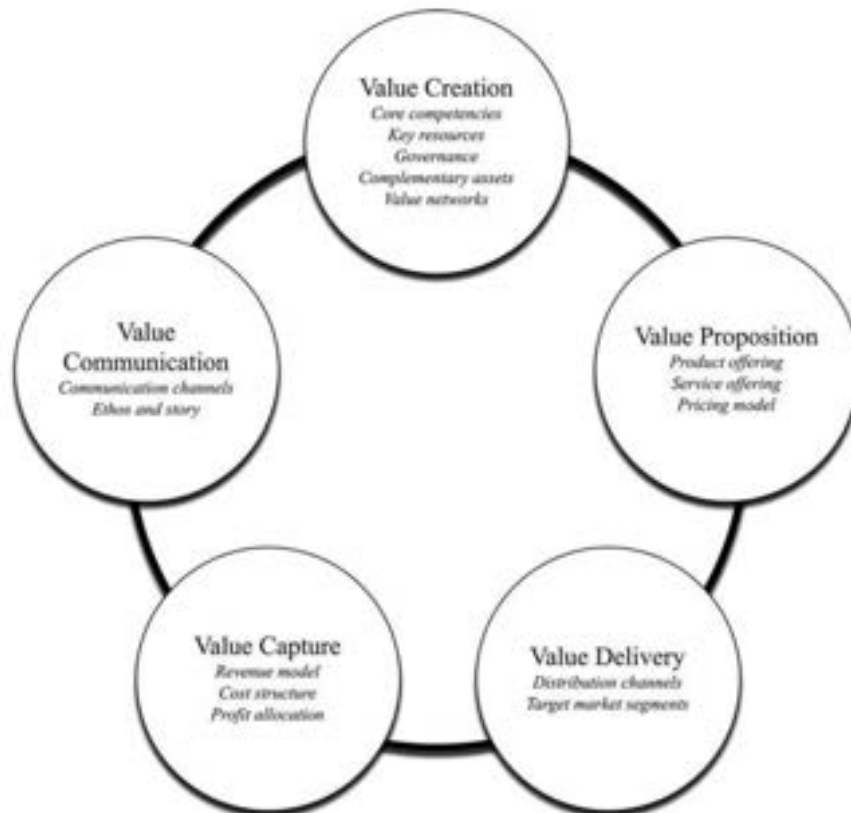 Value Creation
Core competencies
Key resources
Governance
Complementary assets
Value networks
Value
Communication
Communication channels
Ethos and story
Value Proposition
Product offering
Service offering
Pricing model
Value Capture
Revenue model
Cost structure
Profit allocation
Value Delivery
Distribution channels
Target market segments